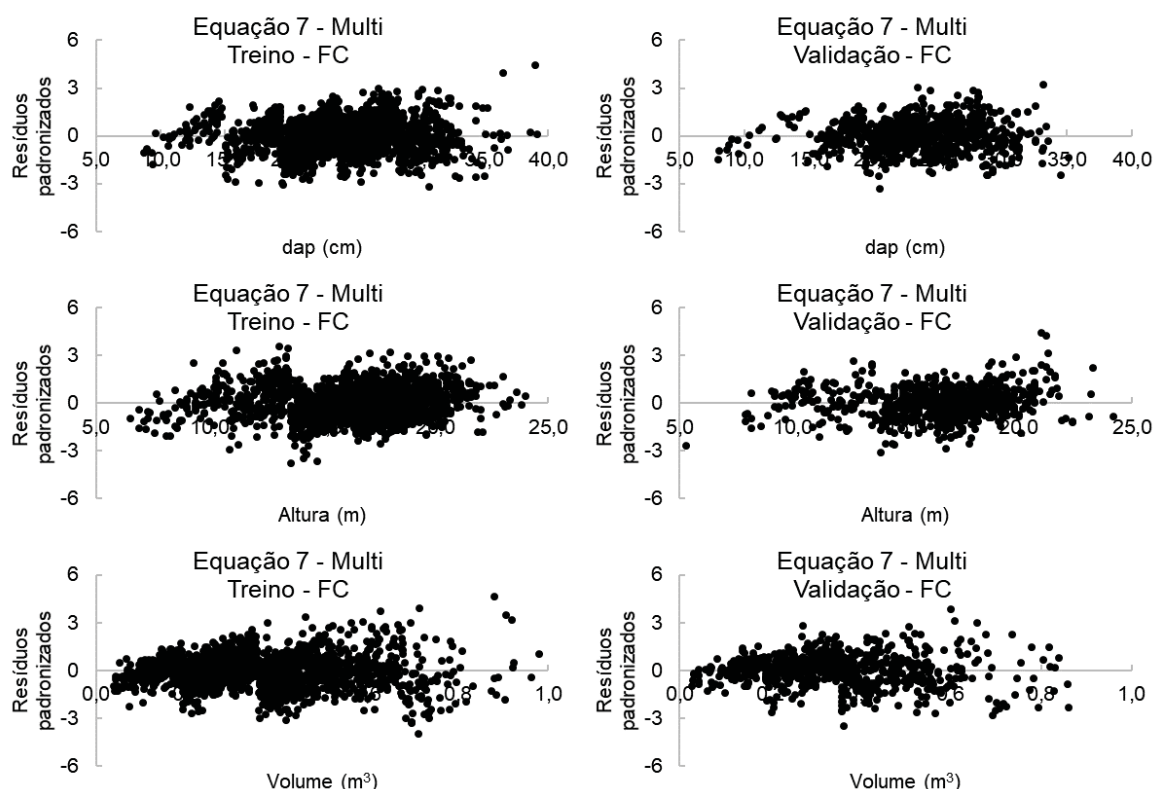 Equação 7 - Multi
Treino - FC
Resíduos
padronizados
6
3
0
-3
-6
5,0 10,0 35,0 40,0
dap (cm)
Equação 7 - Multi
Validação - FC
Resíduos
padronizados
6
3
0
-3
-6
5,0 10,0 35,0 40,0
dap (cm)
Equação 7 - Multi
Treino - FC
Resíduos
padronizados
6
3
0
-3
-6
5,0 10,0 20,0 25,0
Altura (m)
Equação 7 - Multi
Validação - FC
Resíduos
padronizados
6
3
0
-3
-6
5,0 10,0 20,0 25,0
Altura (m)
Equação 7 - Multi
Treino - FC
Resíduos
padronizados
6
3
0
-3
-6
0,0 0,8 1,0
Volume (m³)
Equação 7 - Multi
Validação - FC
Resíduos
padronizados
6
3
0
-3
-6
0,0 0,6 0,8 1,0
Volume (m³)